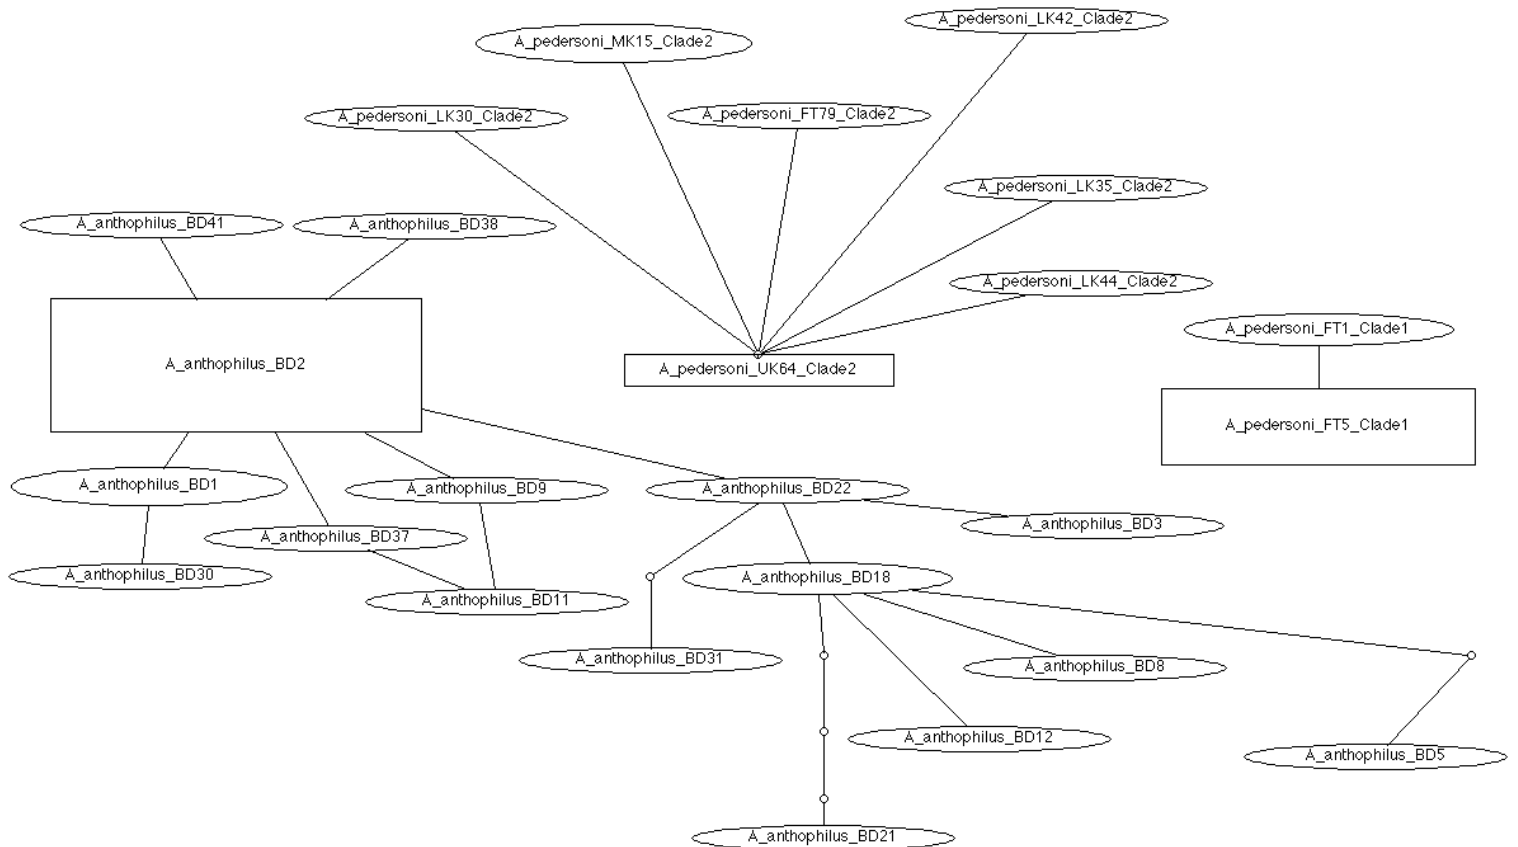 A_pedersoni_LK42_Clade2
A_pedersoni_MK15_Clade2
A_pedersoni_LK30_Clade2
A_pedersoni_FT79_Clade2
A_pedersoni_LK35_Clade2
A_anthophilus_BD41
A_anthophilus_BD38
A_pedersoni_LK44_Clade2
A_pedersoni_FT1_Clade1
A_anthophilus_BD2
A_pedersoni_UK64_Clade2
A_pedersoni_FT5_Clade1
A_anthophilus_BD1
A_anthophilus_BD9
A_anthophilus_BD22
A_anthophilus_BD3
A_anthophilus_BD37
A_anthophilus_BD30
A_anthophilus_BD18
A_anthophilus_BD11
A_anthophilus_BD31
A_anthophilus_BD8
A_anthophilus_BD12
A_anthophilus_BD5
A_anthophilus_BD21